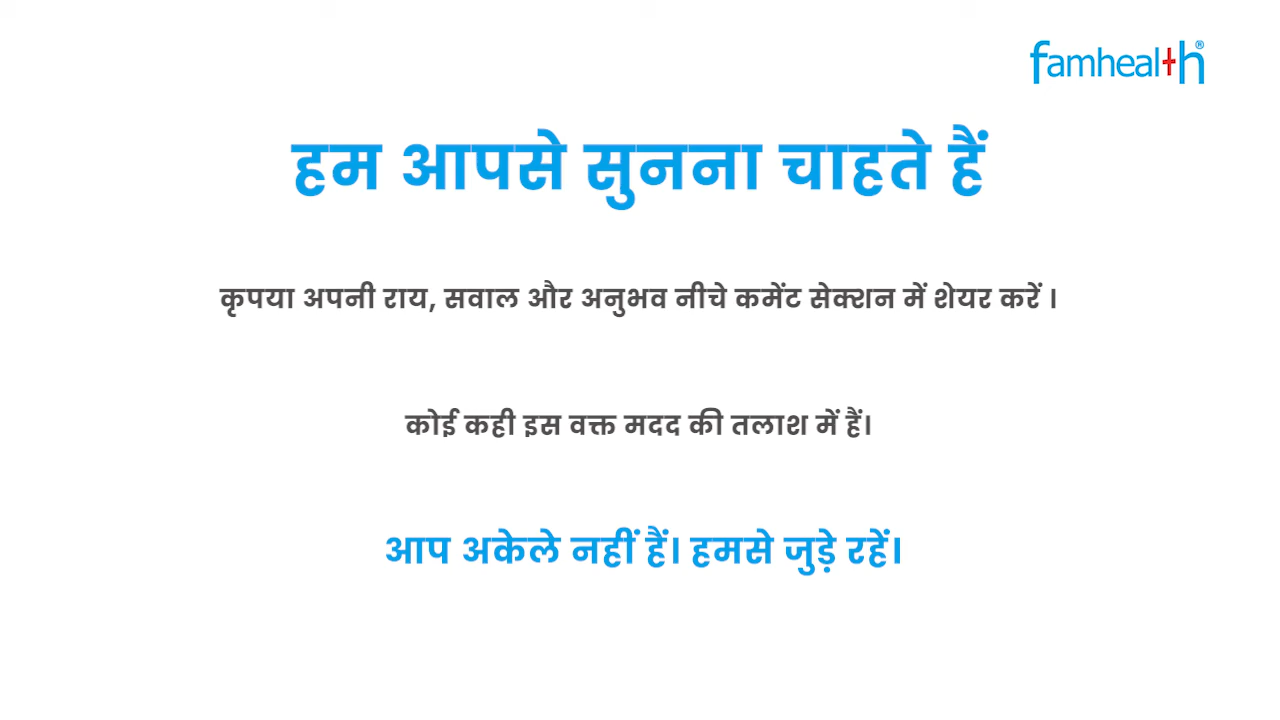 famhealth®
हम आपसे सुनना चाहते हैं
कृपया अपनी राय, सवाल और अनुभव नीचे कमेंट सेक्शन में शेयर करें ।
कोई कही इस वक्त मदद की तलाश में हैं।
आप अकेले नहीं हैं। हमसे जुड़े रहें।